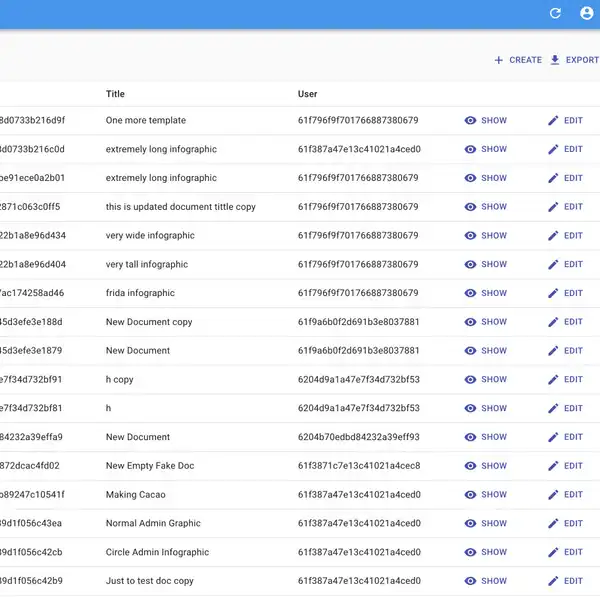 CREATE EXPORT
Title User
8d0733b216d9f One more template 61f796f9f701766887380679 SHOW EDIT
8d0733b216c0d extremely long infographic 61f387a47e13c41021a4ced0 SHOW EDIT
be91ece0a2b01 extremely long infographic 61f796f9f701766887380679 SHOW EDIT
2871c063c0ff5 this is updated document tittle copy 61f796f9f701766887380679 SHOW EDIT
22b1a8e96d434 very wide infographic 61f796f9f701766887380679 SHOW EDIT
22b1a8e96d404 very tall infographic 61f796f9f701766887380679 SHOW EDIT
7ac174258ad46 frida infographic 61f796f9f701766887380679 SHOW EDIT
45d3efe3e188d New Document copy 61f9a6b0f2d691b3e8037881 SHOW EDIT
45d3efe3e1879 New Document 61f9a6b0f2d691b3e8037881 SHOW EDIT
e7f34d732bf91 h copy 6204d9a1a47e7f34d732bf53 SHOW EDIT
e7f34d732bf81 h 6204d9a1a47e7f34d732bf53 SHOW EDIT
84232a39effa9 New Document 6204b70edbd84232a39eff93 SHOW EDIT
872dcac4fd02 New Empty Fake Doc 61f3871c7e13c41021a4cec8 SHOW EDIT
b89247c10541f Making Cacao 61f387a47e13c41021a4ced0 SHOW EDIT
39d1f056c43ea Normal Admin Graphic 61f387a47e13c41021a4ced0 SHOW EDIT
39d1f056c42cb Circle Admin Infographic 61f387a47e13c41021a4ced0 SHOW EDIT
39d1f056c42b9 Just to test doc copy 61f387a47e13c41021a4ced0 SHOW EDIT